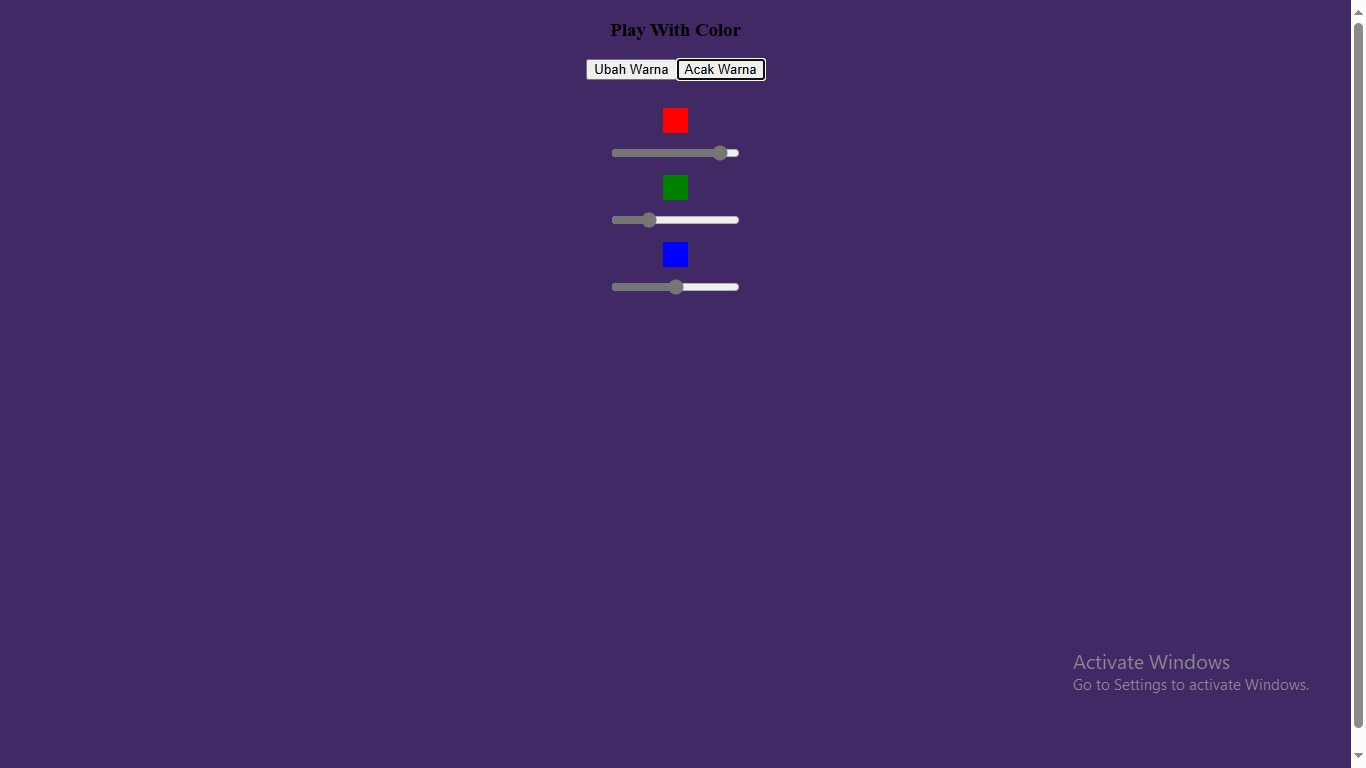 Play With Color
Ubah Warna Acak Warna
Activate Windows
Go to Settings to activate Windows.